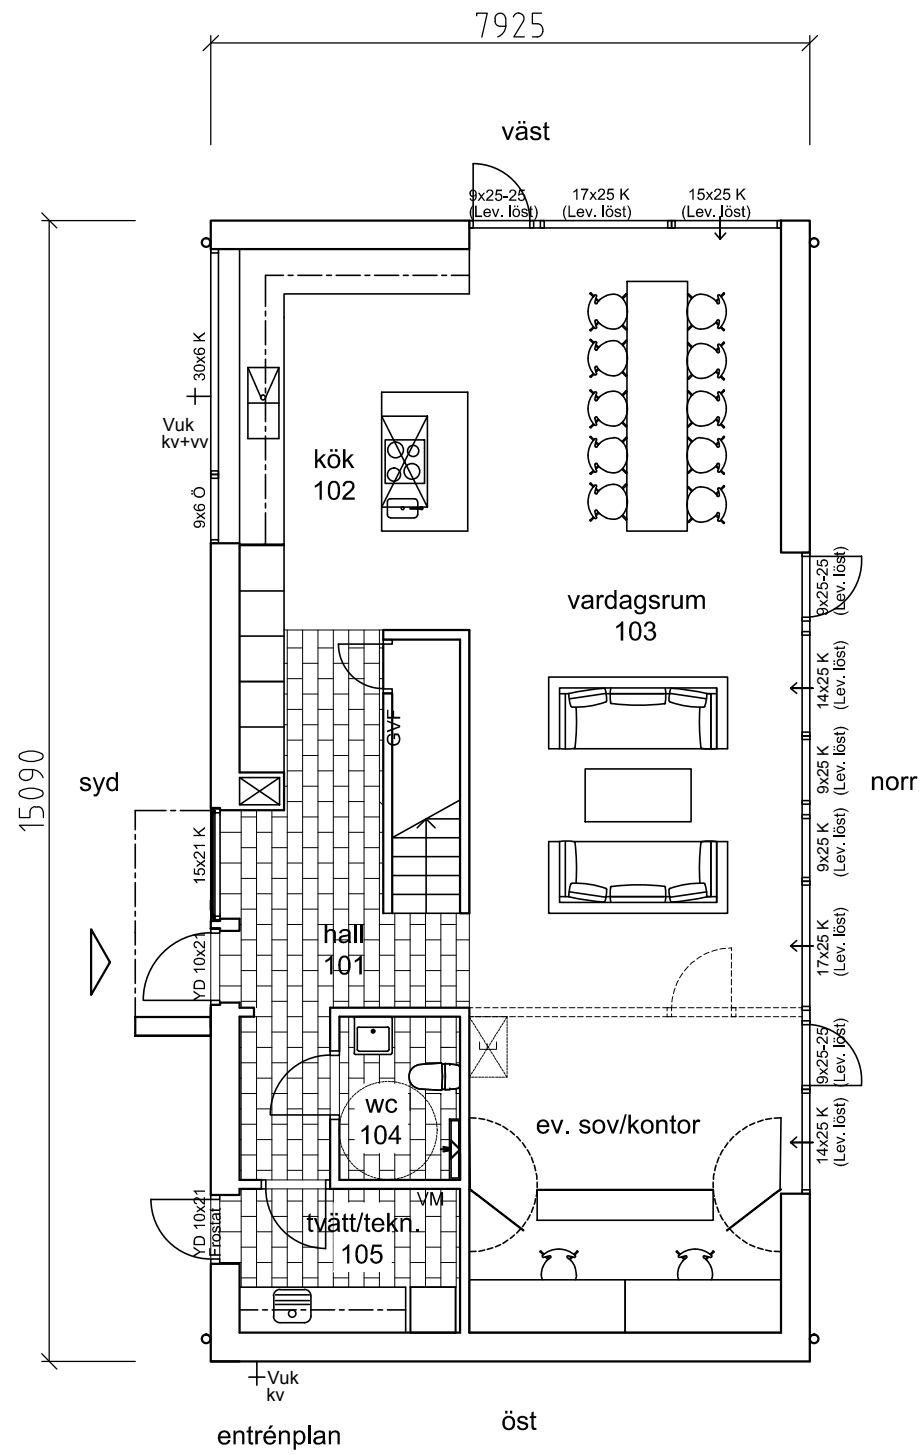 7925
väst
9x25-25
(Lev. löst)
17x25 K
(Lev. löst)
15x25 K
(Lev. löst)
30x6 K
Vuk
kv+vv
9x6 Ö
kök
102
vardagsrum
103
9x25-25
(Lev. löst)
14x25 K
(Lev. löst)
GVF
15090
syd
norr
9x25 K
(Lev. löst)
9x25 K
(Lev. löst)
15x21 K
hall
101
YD 10x21
17x25 K
(Lev. löst)
9x25-25
(Lev. löst)
wc
104
ev. sov/kontor
14x25 K
(Lev. löst)
VM
YD 10x21
Frostat
tvätt/tekn.
105
Vuk
kv
öst
entrénplan